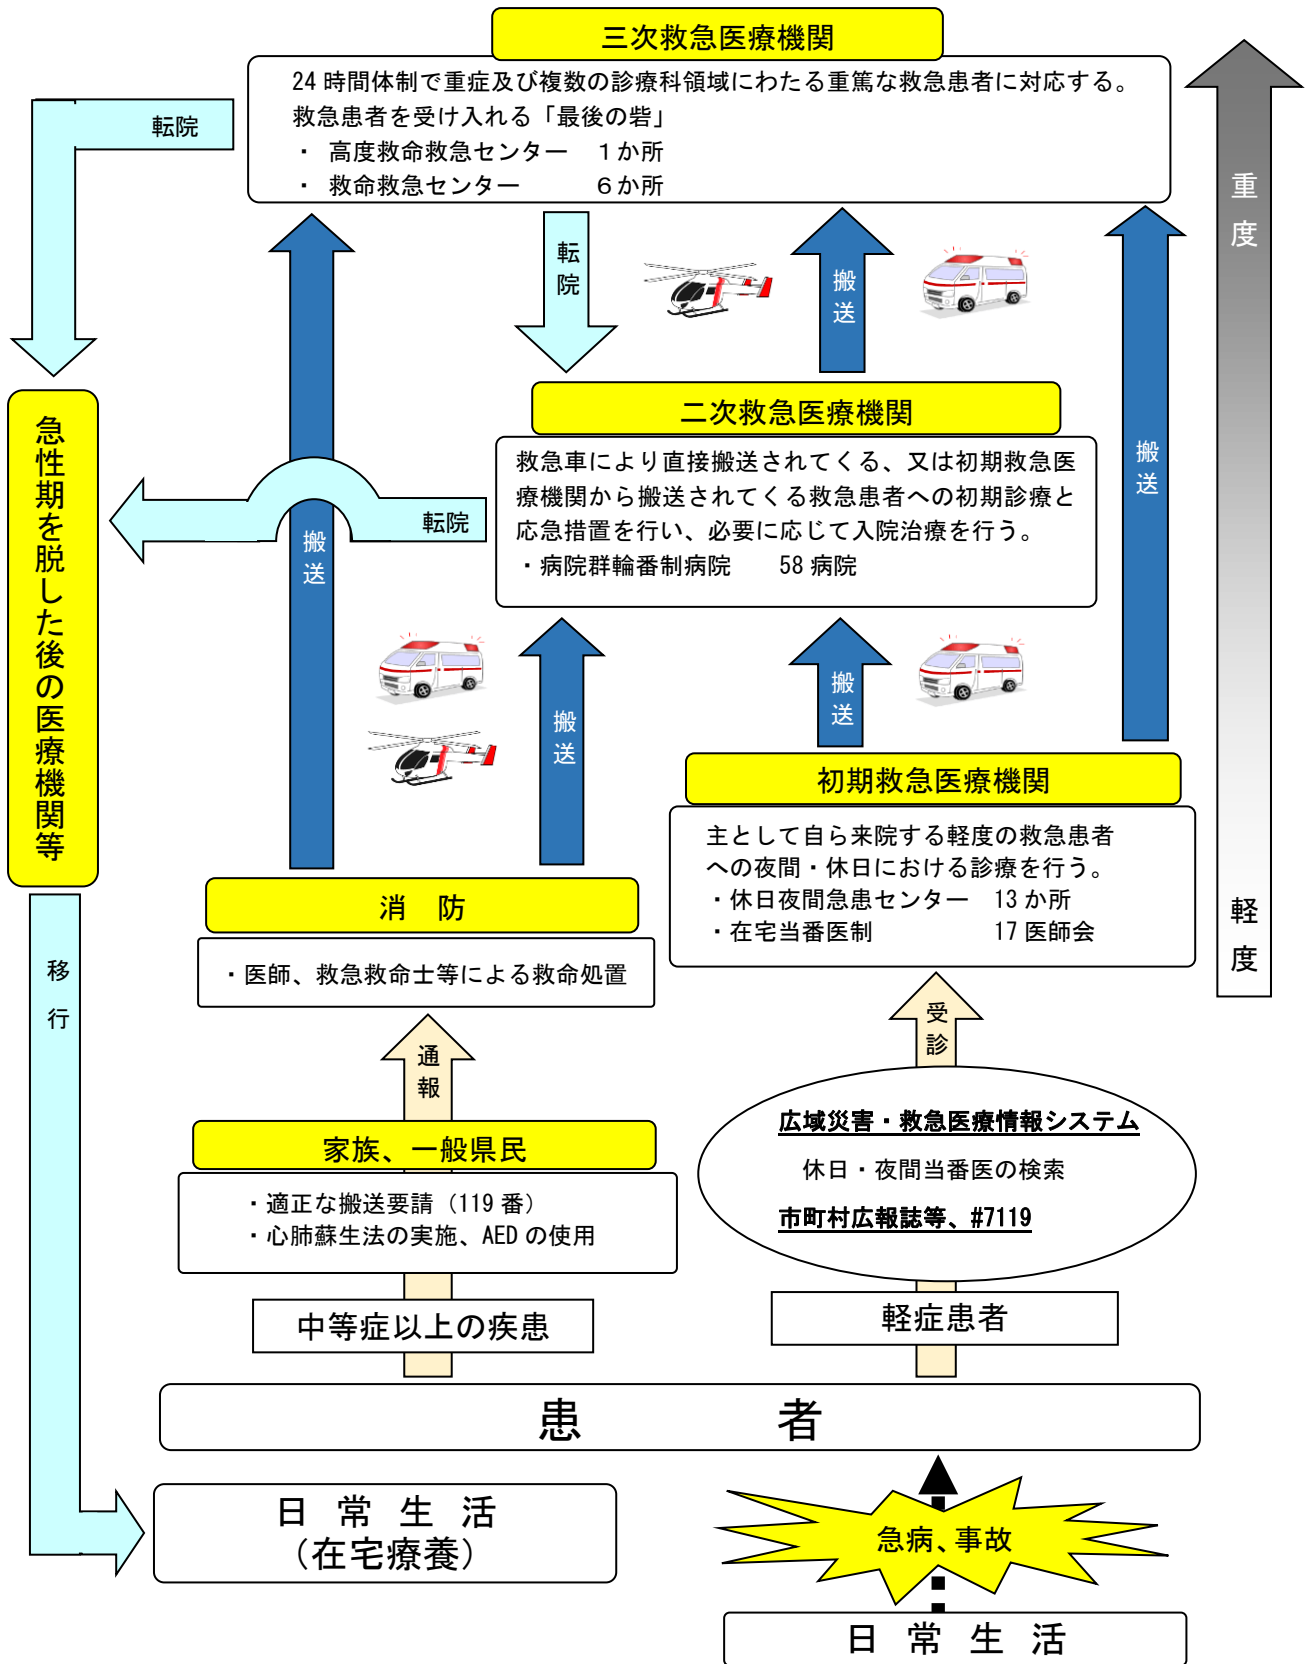 三次救急医療機関
24時間体制で重症及び複数の診療科領域にわたる重篤な救急患者に対応する。
救急患者を受け入れる「最後の砦」
・ 高度救命救急センター　１か所
・ 救命救急センター　　　６か所
転院
重度
転院
搬送
二次救急医療機関
救急車により直接搬送されてくる、又は初期救急医
療機関から搬送されてくる救急患者への初期診療と
応急措置を行い、必要に応じて入院治療を行う。
・病院群輪番制病院　　58病院
搬送
転院
搬送
急性期を脱した後の医療機関等
搬送
搬送
初期救急医療機関
主として自ら来院する軽度の救急患者
への夜間・休日における診療を行う。
・休日夜間急患センター　13か所
・在宅当番医制　　　　　17医師会
軽度
消　防
・医師、救急救命士等による救命処置
移行
通報
受診
家族、一般県民
・適正な搬送要請（119番）
・心肺蘇生法の実施、AEDの使用
広域災害・救急医療情報システム
休日・夜間当番医の検索
市町村広報誌等、#7119
中等症以上の疾患
軽症患者
患　　　者
日 常 生 活
（在宅療養）
急病、事故
日 常 生 活